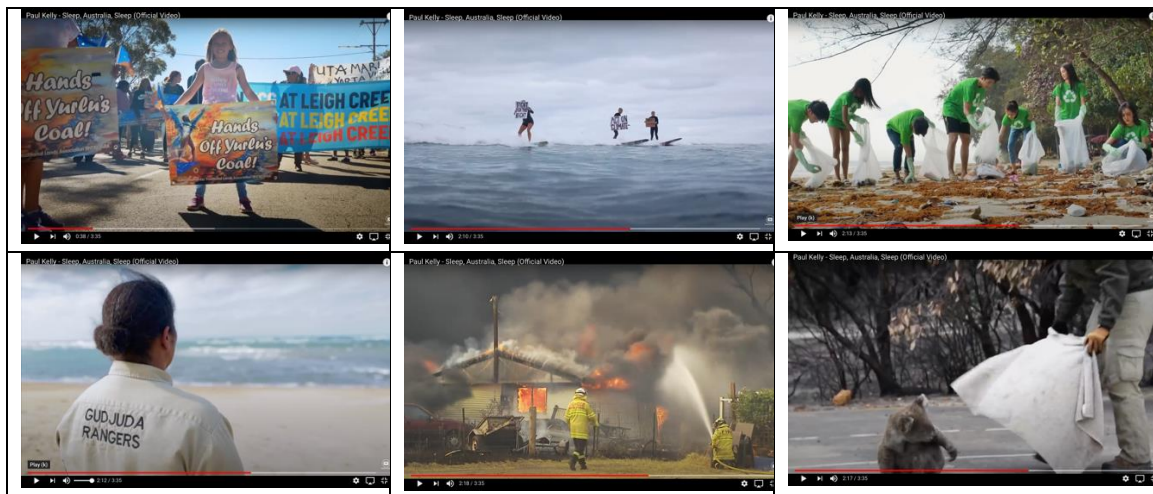 Paul Kelly - Sleep, Australia, Sleep (Official Video)
Hands
Off Yurlu's
Coal!
Hands
Off Yurlu's
Coal!
AT LEIGH CREE
AT LEIGH CREE
AT LEIGH CREE
0:38 / 3:35
Paul Kelly - Sleep, Australia, Sleep (Official Video)
2:10 / 3:35
Paul Kelly - Sleep, Australia, Sleep (Official Video)
Play (k)
2:13 / 3:35
Paul Kelly - Sleep, Australia, Sleep (Official Video)
GUDJUDA
RANGERS
Play (k)
2:12 / 3:35
Paul Kelly - Sleep, Australia, Sleep (Official Video)
2:18 / 3:35
Paul Kelly - Sleep, Australia, Sleep (Official Video)
2:17 / 3:35